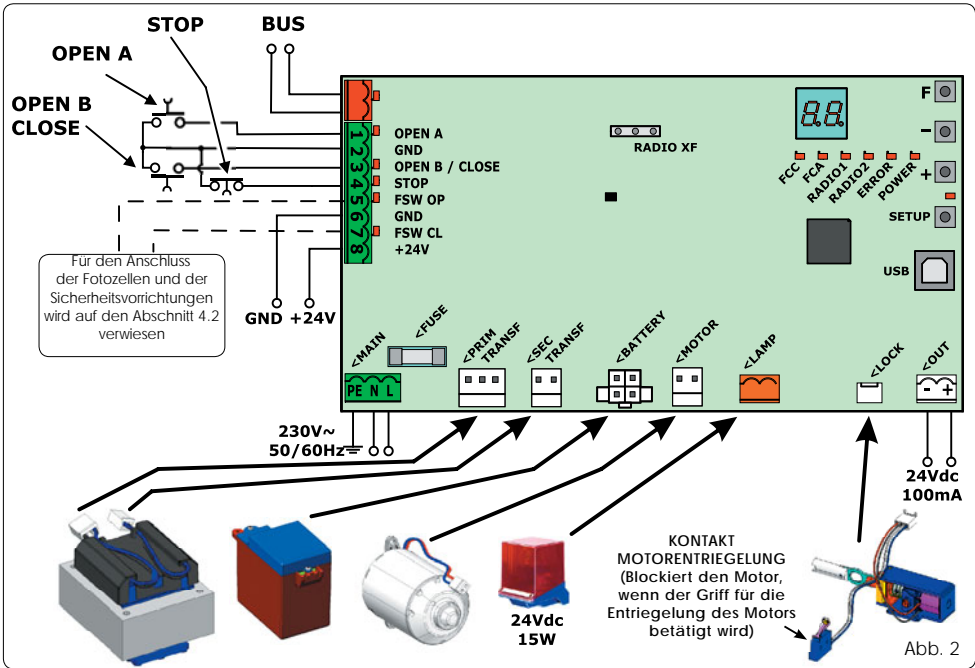 STOP
BUS
OPEN A
OPEN B
CLOSE
1 OPEN A
2 GND
3 OPEN B / CLOSE
4 STOP
5 FSW OP
6 GND
7 FSW CL
8 +24V
RADIO XF
88
F
-
+
SETUP
USB
FCC
FCA
RADIO1
RADIO2
ERROR
POWER
Für den Anschluss
der Fotozellen und der
Sicherheitsvorrichtungen
wird auf den Abschnitt 4.2
verwiesen
GND +24V
<MAIN
<FUSE
<PRIM
TRANSF
<SEC
TRANSF
<BATTERY
<MOTOR
<LAMP
<LOCK
<OUT
PE N L
- +
230V~
50/60Hz
24Vdc
100mA
24Vdc
15W
KONTAKT
MOTORENTRIEGELUNG
(Blockiert den Motor,
wenn der Griff für die
Entriegelung des Motors
betätigt wird)
Abb. 2